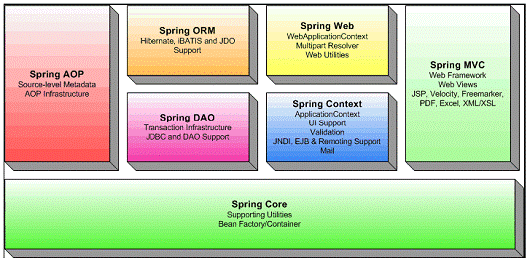 Spring AOP
Source-level Metadata
AOP Infrastructure
Spring ORM
Hibernate, iBATIS and JDO
Support
Spring Web
WebApplicationContext
Multipart Resolver
Web Utilities
Spring MVC
Web Framework
Web Views
JSP, Velocity, Freemarker,
PDF, Excel, XML/XSL
Spring DAO
Transaction Infrastructure
JDBC and DAO Support
Spring Context
ApplicationContext
UI Support
Validation
JNDI, EJB & Remoting Support
Mail
Spring Core
Supporting Utilities
Bean Factory/Container